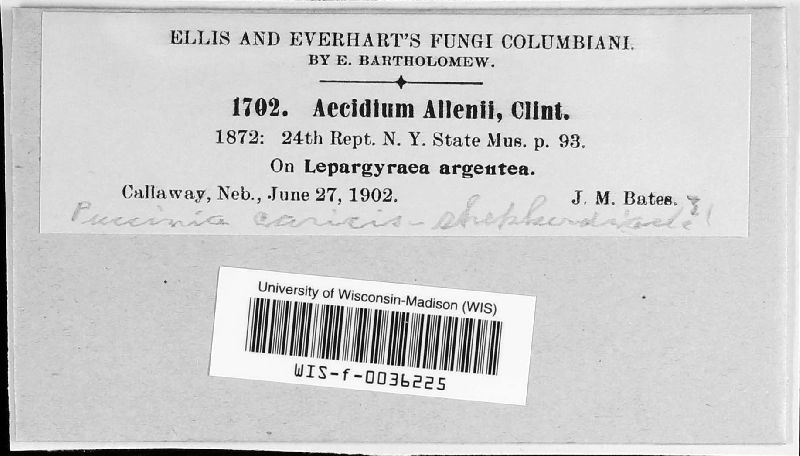 ELLIS AND EVERHART'S FUNGI COLUMBIANI.
BY E. BARTHOLOMEW.
1702. Aecidium Allenii, Clint.
1872: 24th Rept. N. Y. State Mus. p. 93.
On Lepargyraea argentea.
Callaway, Neb., June 27, 1902. J. M. Bates.
Puccinia caricis-shepherdiae
University of Wisconsin-Madison (WIS)
WIS-f-0036225